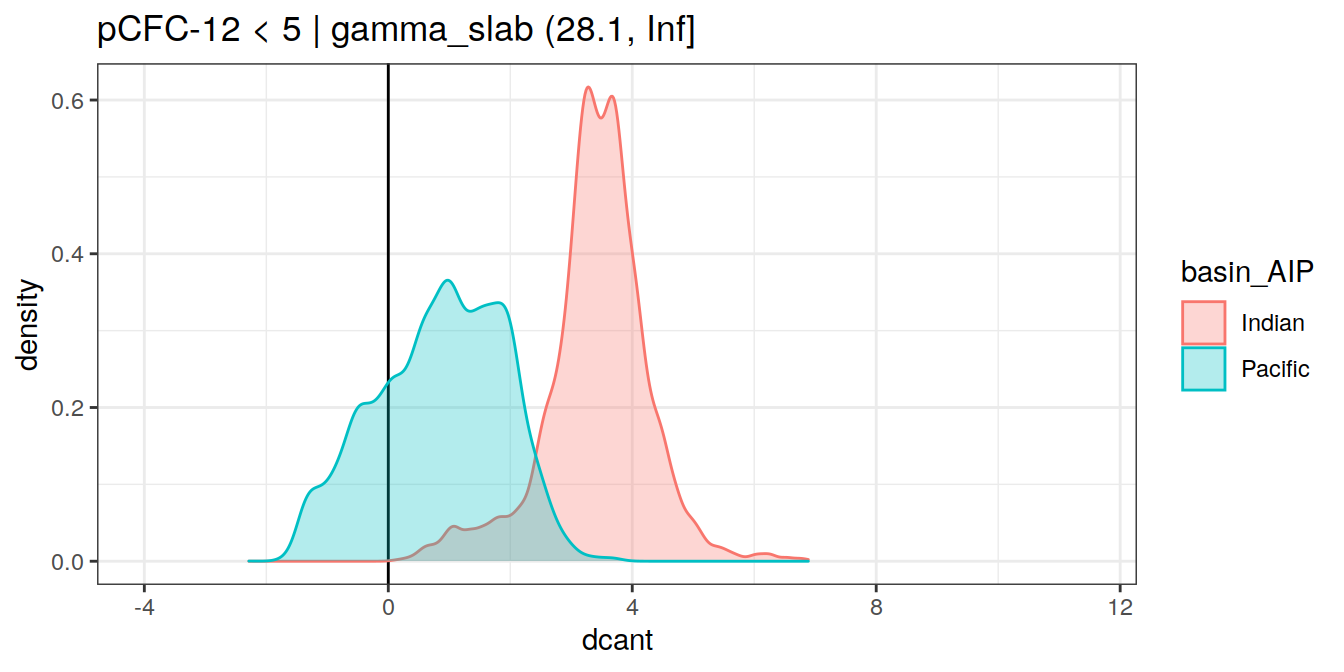 pCFC-12 < 5 | gamma_slab (28.1, Inf]
0.6
0.4
0.2
0.0
density
-4 0 4 8 12
dcant
basin_AIP
Indian
Pacific